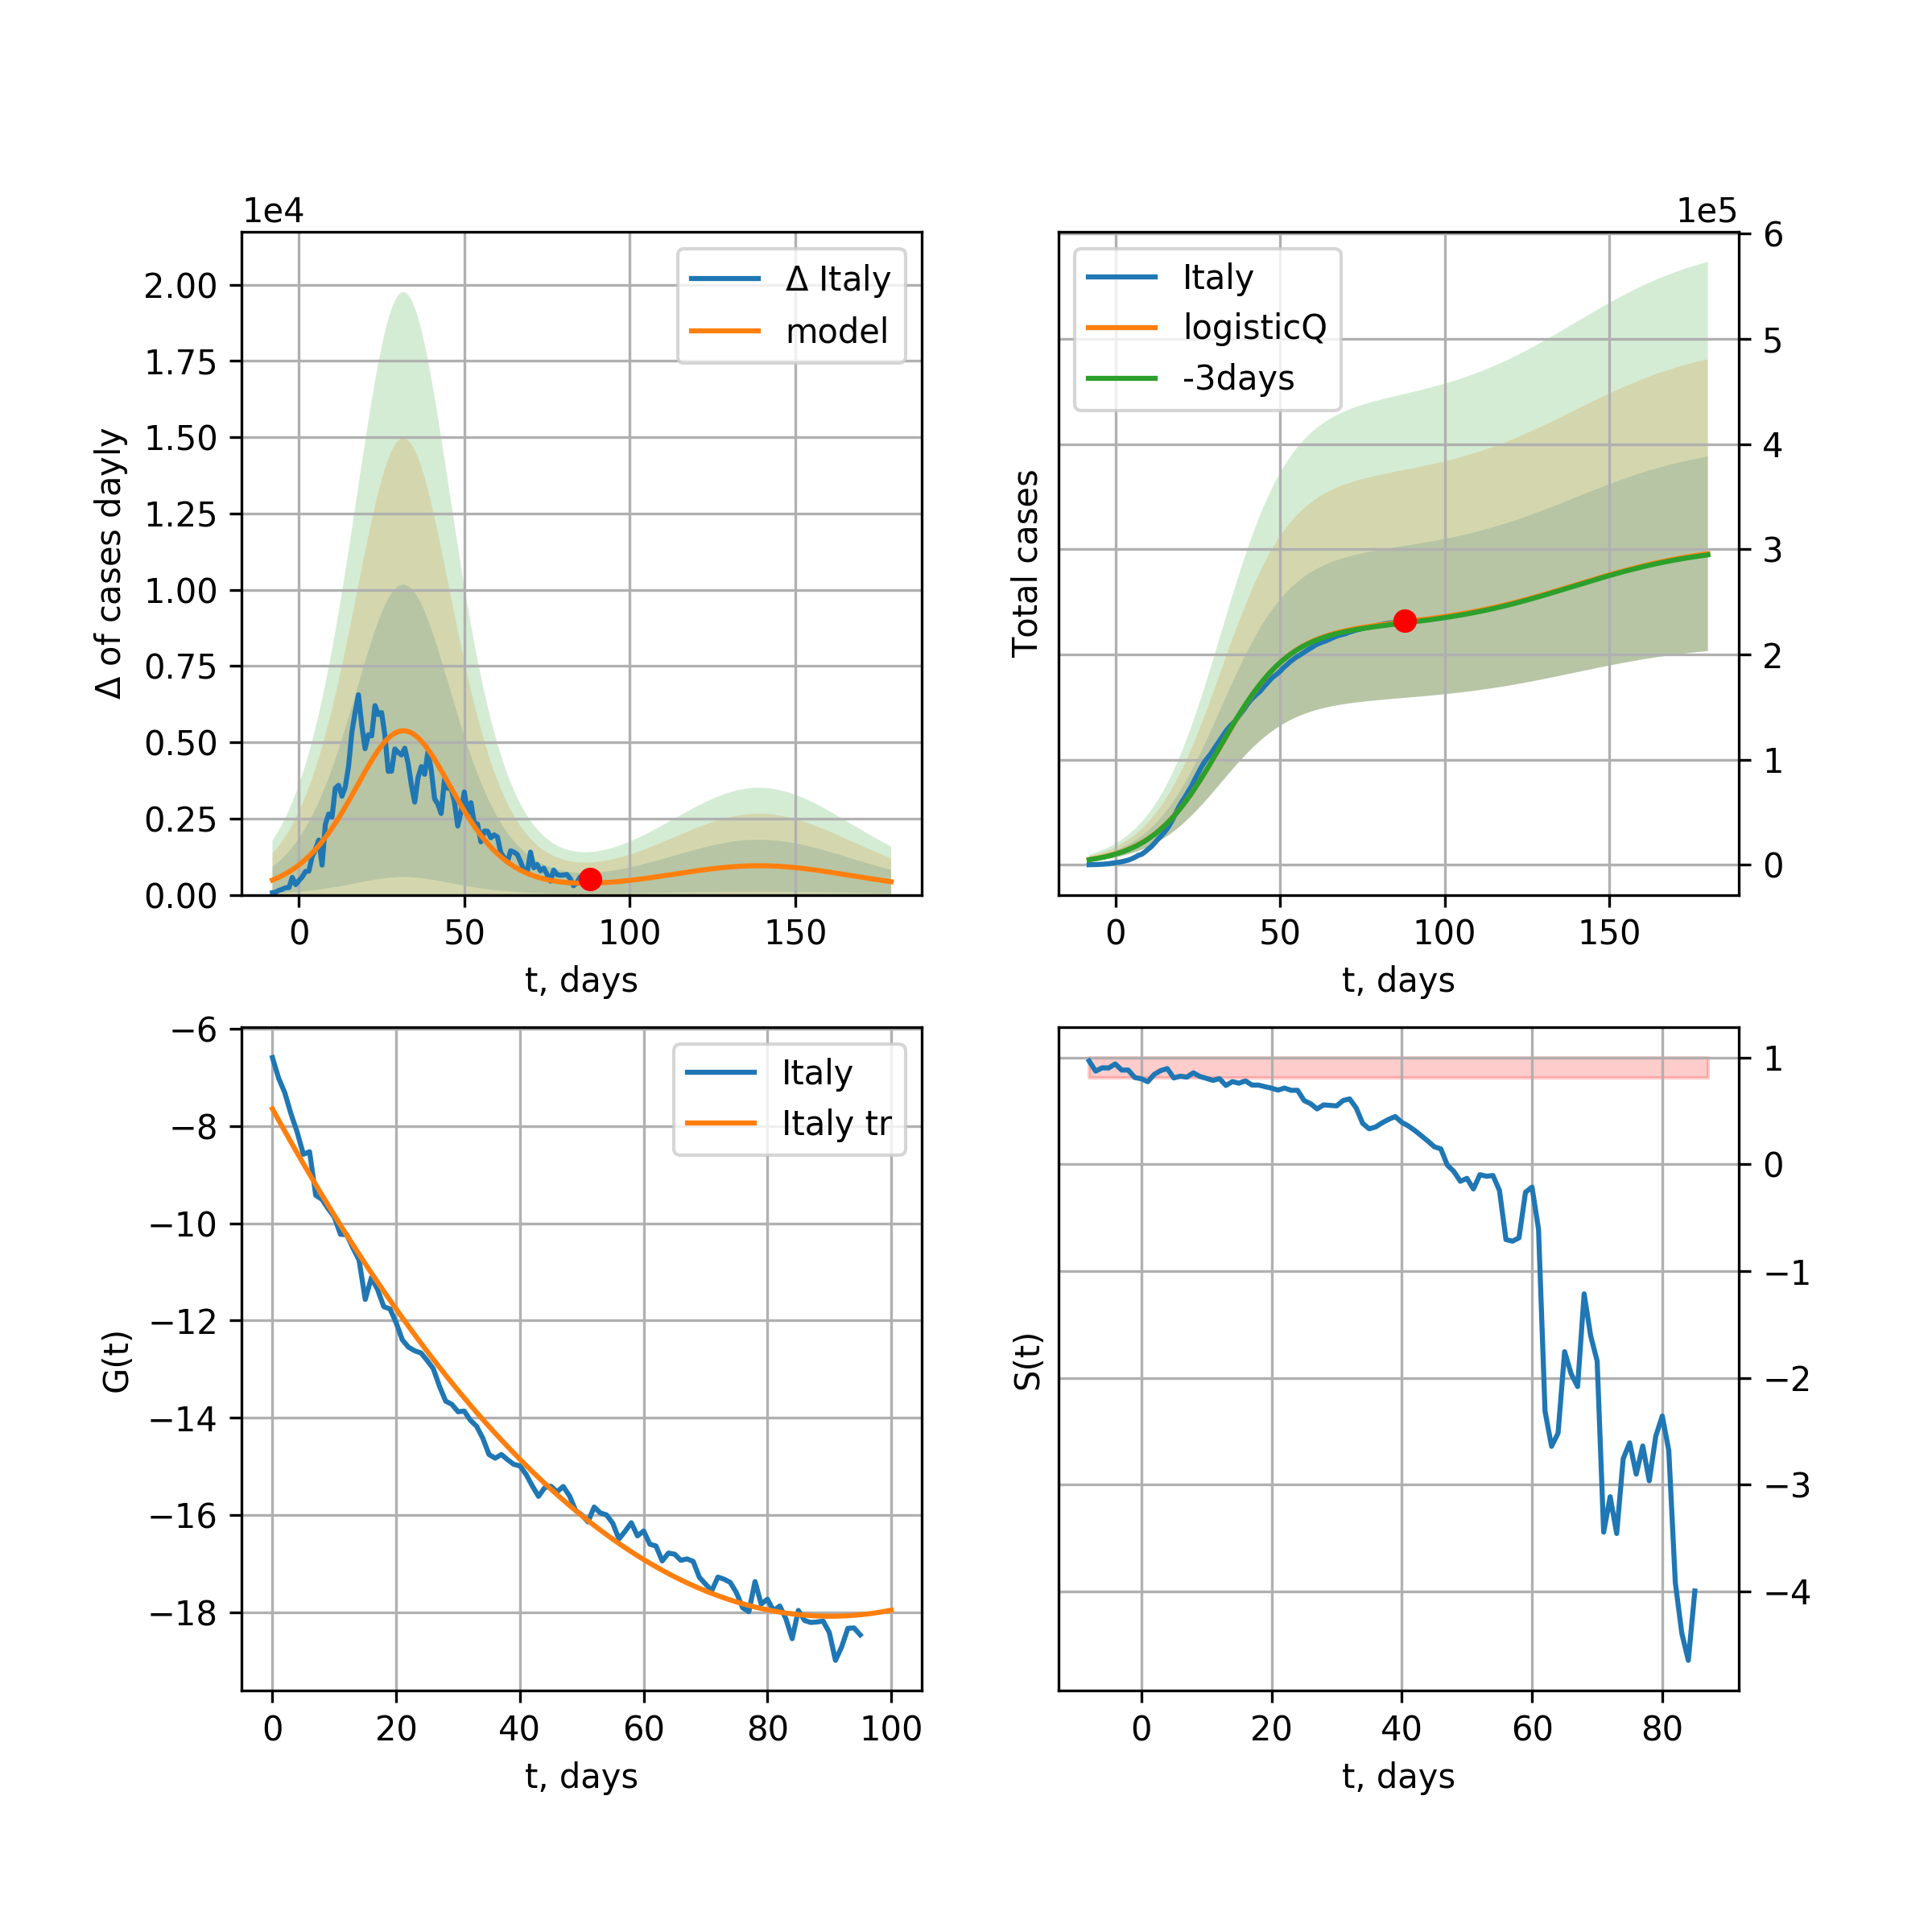 1e4
2.00
1.75
1.50
1.25
1.00
0.75
0.50
0.25
0.00
Δ of cases dayly
Δ Italy
model
0 50 100 150
t, days
1e5
6
5
4
3
2
1
0
Total cases
Italy
logisticQ
-3days
0 50 100 150
t, days
−6
−8
−10
−12
−14
−16
−18
G(t)
Italy
Italy tr
0 20 40 60 80 100
t, days
1
0
−1
−2
−3
−4
S(t)
0 20 40 60 80
t, days